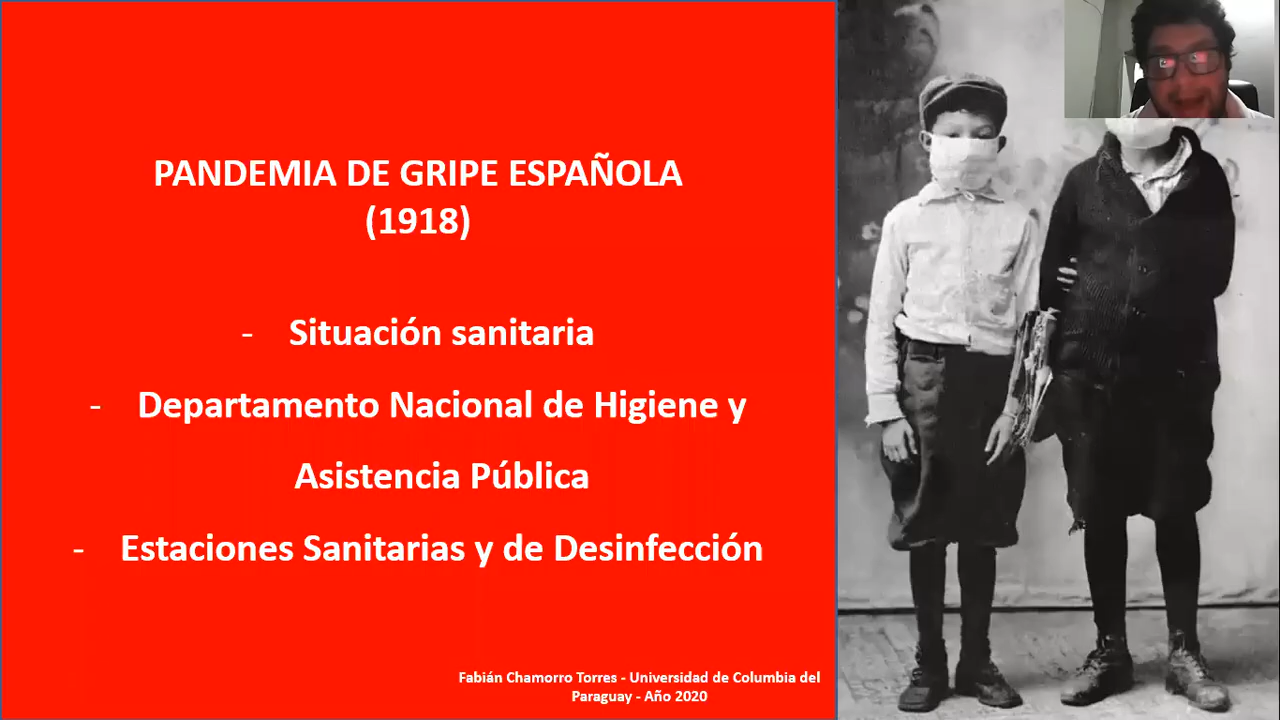 PANDEMIA DE GRIPE ESPAÑOLA
(1918)
- Situación sanitaria
- Departamento Nacional de Higiene y
Asistencia Pública
- Estaciones Sanitarias y de Desinfección
Fabián Chamorro Torres - Universidad de Columbia del
Paraguay - Año 2020